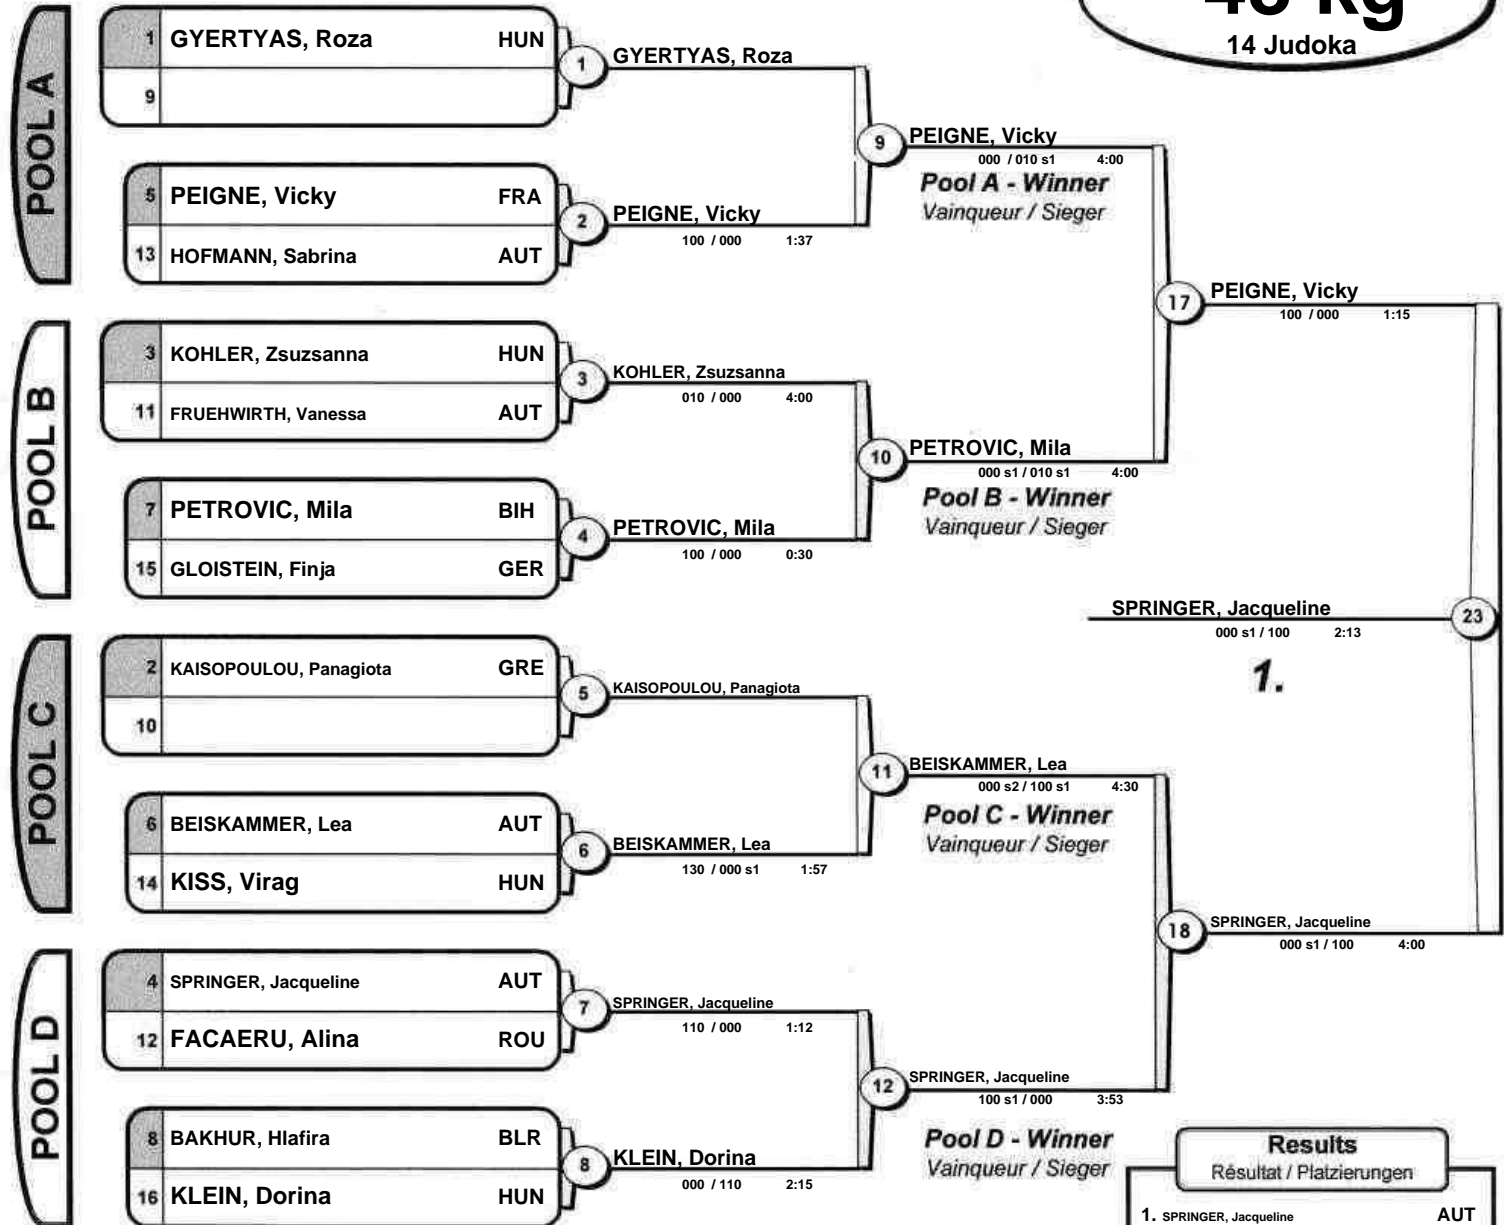 48 kg
14 Judoka
POOL A
1 GYERTYAS, Roza HUN
9
1
GYERTYAS, Roza
5 PEIGNE, Vicky FRA
13 HOFMANN, Sabrina AUT
2
PEIGNE, Vicky
100 / 000 1:37
9
PEIGNE, Vicky
000 / 010 s1 4:00
Pool A - Winner
Vainqueur / Sieger
POOL B
3 KOHLER, Zsuzsanna HUN
11 FRUEHWIRTH, Vanessa AUT
3
KOHLER, Zsuzsanna
010 / 000 4:00
7 PETROVIC, Mila BIH
15 GLOISTEIN, Finja GER
4
PETROVIC, Mila
100 / 000 0:30
10
PETROVIC, Mila
000 s1 / 010 s1 4:00
Pool B - Winner
Vainqueur / Sieger
17
PEIGNE, Vicky
100 / 000 1:15
SPRINGER, Jacqueline
23
000 s1 / 100 2:13
1.
POOL C
2 KAISOPOULOU, Panagiota GRE
10
5
KAISOPOULOU, Panagiota
6 BEISKAMMER, Lea AUT
14 KISS, Virag HUN
6
BEISKAMMER, Lea
130 / 000 s1 1:57
11
BEISKAMMER, Lea
000 s2 / 100 s1 4:30
Pool C - Winner
Vainqueur / Sieger
POOL D
4 SPRINGER, Jacqueline AUT
12 FACAERU, Alina ROU
7
SPRINGER, Jacqueline
110 / 000 1:12
8 BAKHUR, Hlafira BLR
16 KLEIN, Dorina HUN
8
KLEIN, Dorina
000 / 110 2:15
12
SPRINGER, Jacqueline
100 s1 / 000 3:53
Pool D - Winner
Vainqueur / Sieger
18
SPRINGER, Jacqueline
000 s1 / 100 4:00
Results
Résultat / Platzierungen
1. SPRINGER, Jacqueline AUT